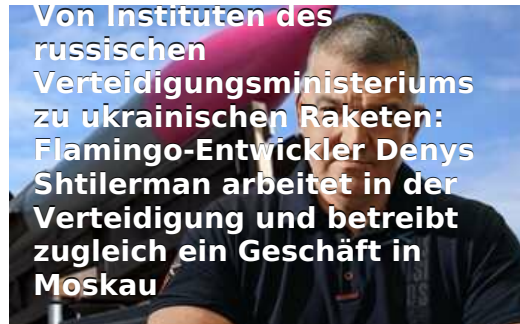 Von Instituten des
russischen
Verteidigungsministeriums
zu ukrainischen Raketen:
Flamingo-Entwickler Denys
Shtilerman arbeitet in der
Verteidigung und betreibt
zugleich ein Geschäft in
Moskau